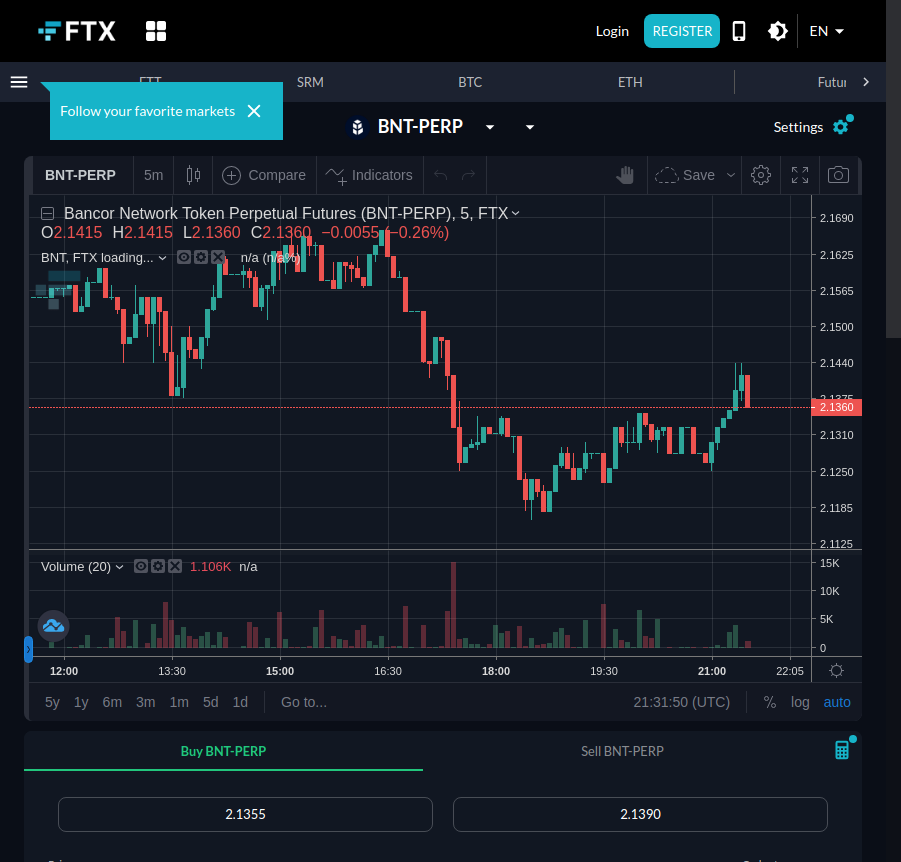 FTX Login REGISTER EN
FTT SRM BTC ETH Futur
Follow your favorite markets
BNT-PERP
Settings
BNT-PERP 5m Compare Indicators Save
Bancor Network Token Perpetual Futures (BNT-PERP), 5, FTX
O2.1415 H2.1415 L2.1360 C2.1360 −0.0055 (−0.26%)
BNT, FTX loading... n/a (n/a%)
2.1690
2.1625
2.1565
2.1500
2.1440
2.1375
2.1360
2.1310
2.1250
2.1185
2.1125
Volume (20) 1.106K n/a
15K
10K
5K
0
12:00 13:30 15:00 16:30 18:00 19:30 21:00 22:05
5y 1y 6m 3m 1m 5d 1d Go to... 21:31:50 (UTC) % log auto
Buy BNT-PERP Sell BNT-PERP
2.1355 2.1390